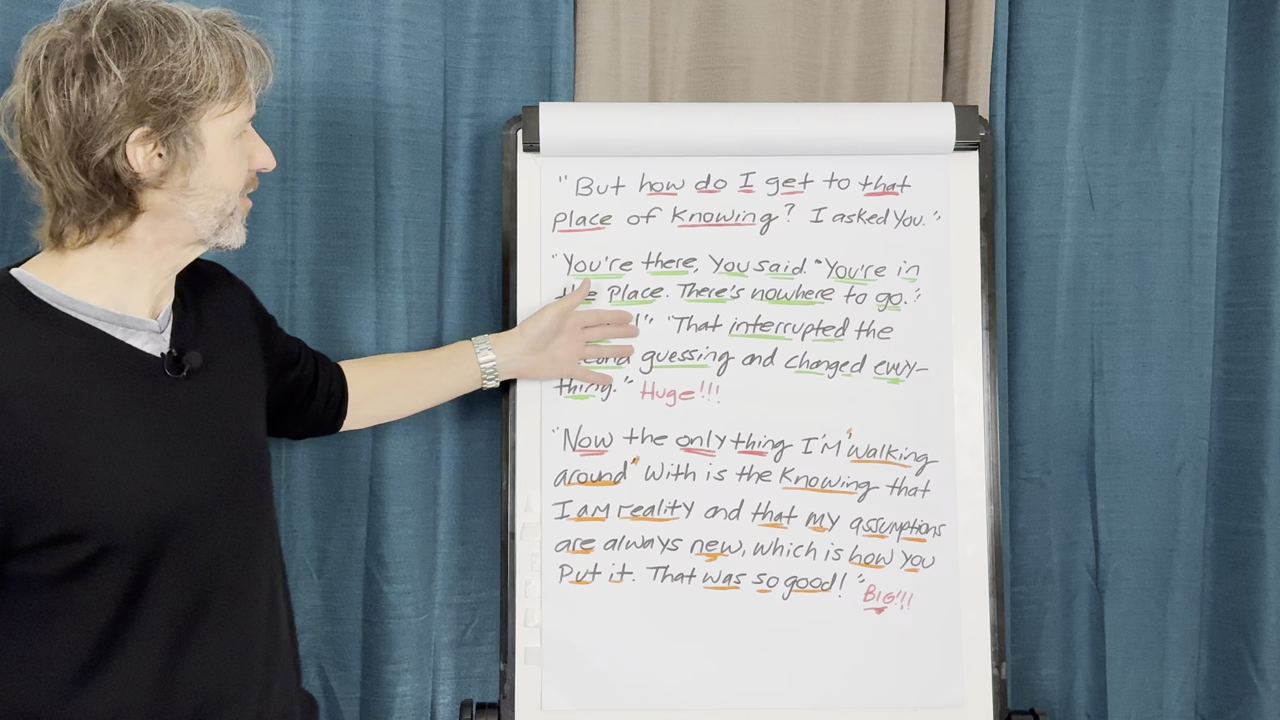 "But how do I get to that
place of Knowing? I asked You."
"You're there, You said. "You're in
the Place. There's nowhere to go."
!" "That interrupted the
guessing and changed every-
thing." Huge!!!
"Now the only thing I'M "walking
around" With is the Knowing that
I am reality and that my assumptions
are always new, which is how you
Put it. That was so good!"
BIG!!!